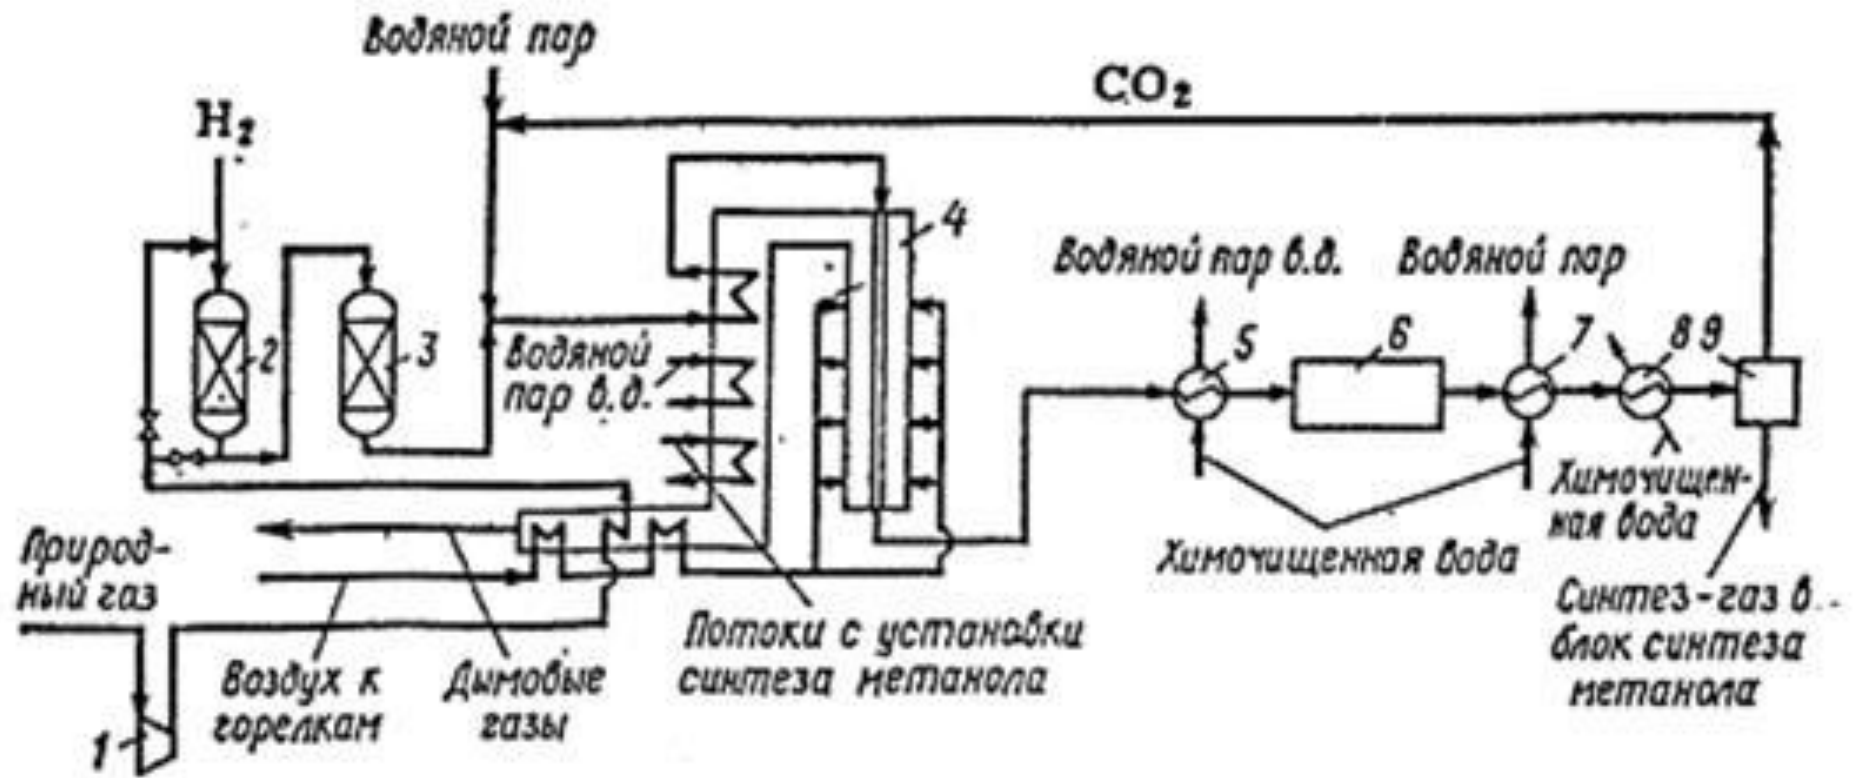 Водяной пар
CO₂
H₂
4
Водяной пар в.д.
Водяной пар
2
3
Водяной
пар в.д.
5
6
7
8
9
Химочищен-
ная вода
Химочищенная вода
Природ-
ный газ
Синтез-газ в
блок синтеза
метанола
Потоки с установки
синтеза метанола
Воздух к
горелкам
Дымовые
газы
1